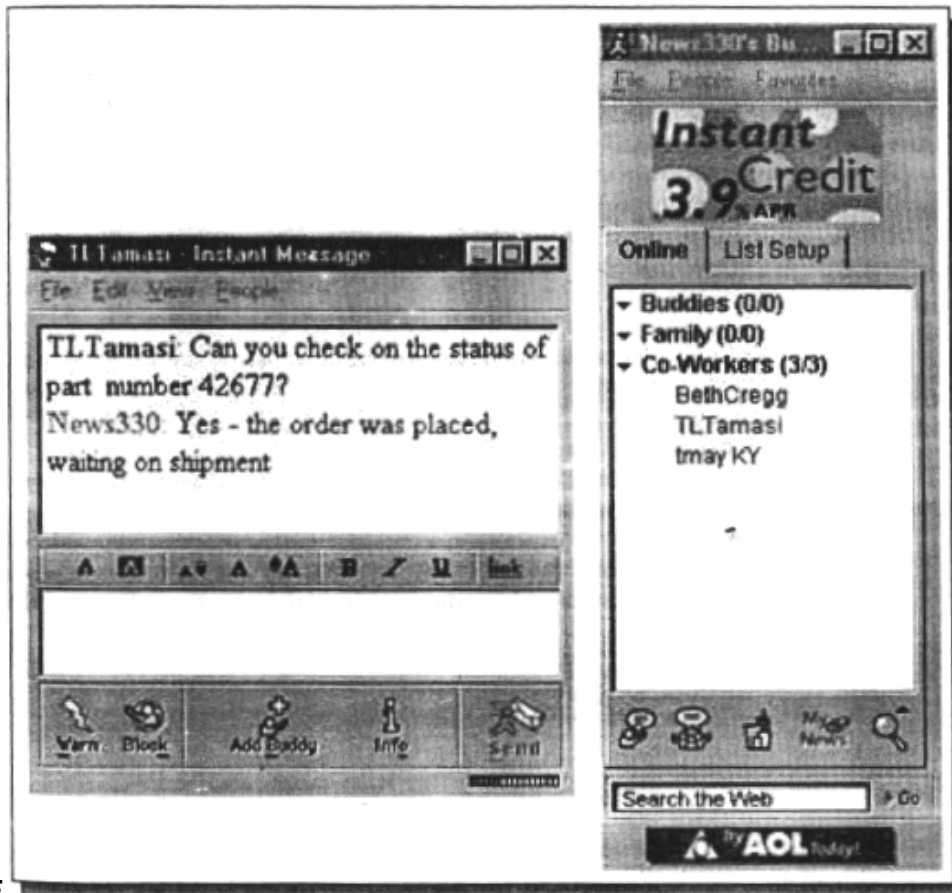 TLTamasi - Instant Message
File Edit View People
TLTamasi: Can you check on the status of
part number 42677?
News330: Yes - the order was placed,
waiting on shipment
A A A A A B I U link
Warn Block Add Buddy Info Send
News330's Bu...
File People Favorites
Instant
Credit
3.9% APR
Online List Setup
Buddies (0/0)
Family (0/0)
Co-Workers (3/3)
BethCregg
TLTamasi
tmay KY
My
News
Search the Web Go
Try AOL Today!